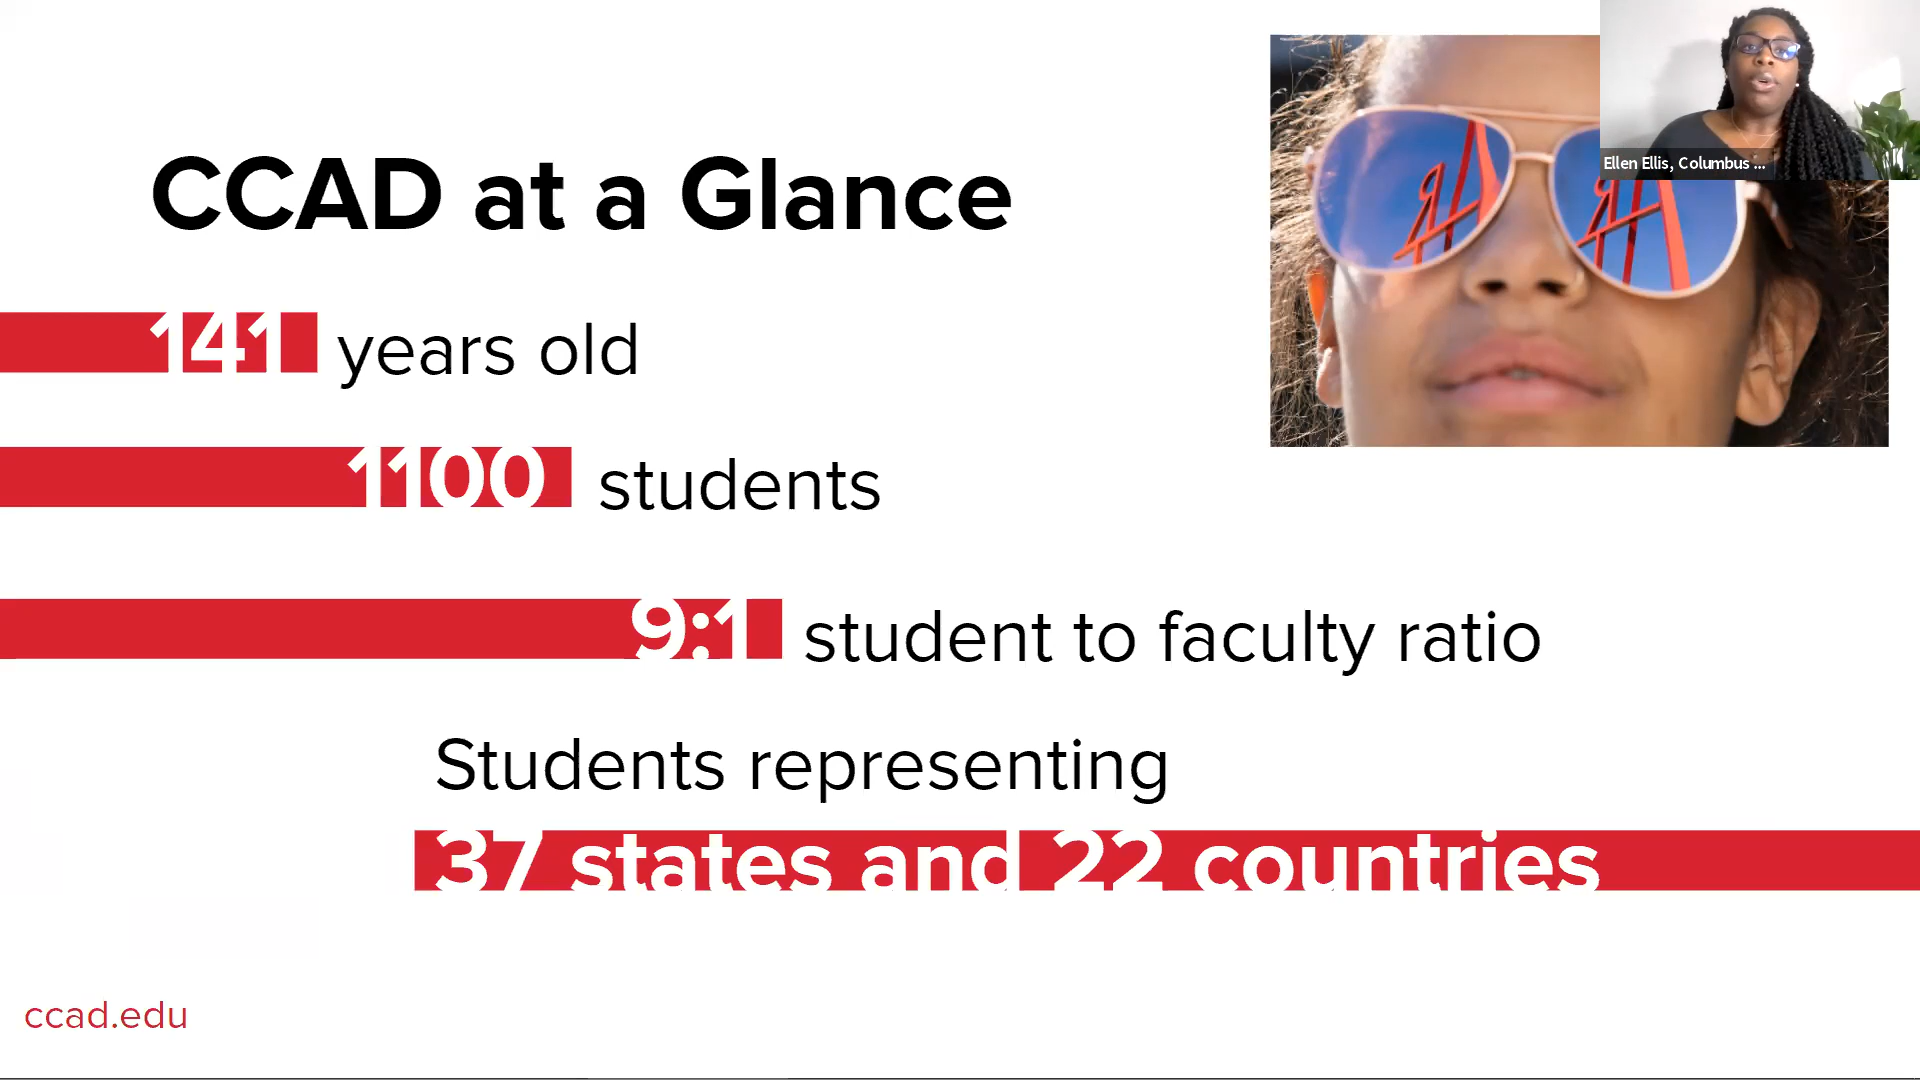 Ellen Ellis, Columbus ...
CCAD at a Glance
141 years old
1100 students
9:1 student to faculty ratio
Students representing
37 states and 22 countries
ccad.edu